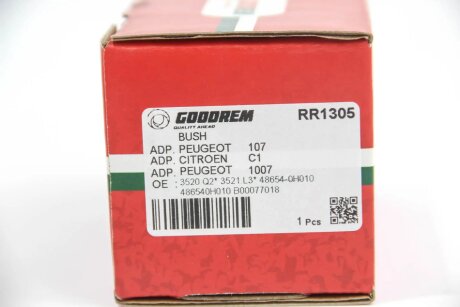 GOODREM RR1305
QUALITY AHEAD
BUSH
ADP. PEUGEOT 107
ADP. CITROEN C1
ADP. PEUGEOT 1007
OE : 3520 Q2* 3521 L3* 48654-0H010
486540H010 B00077018
1 Pcs